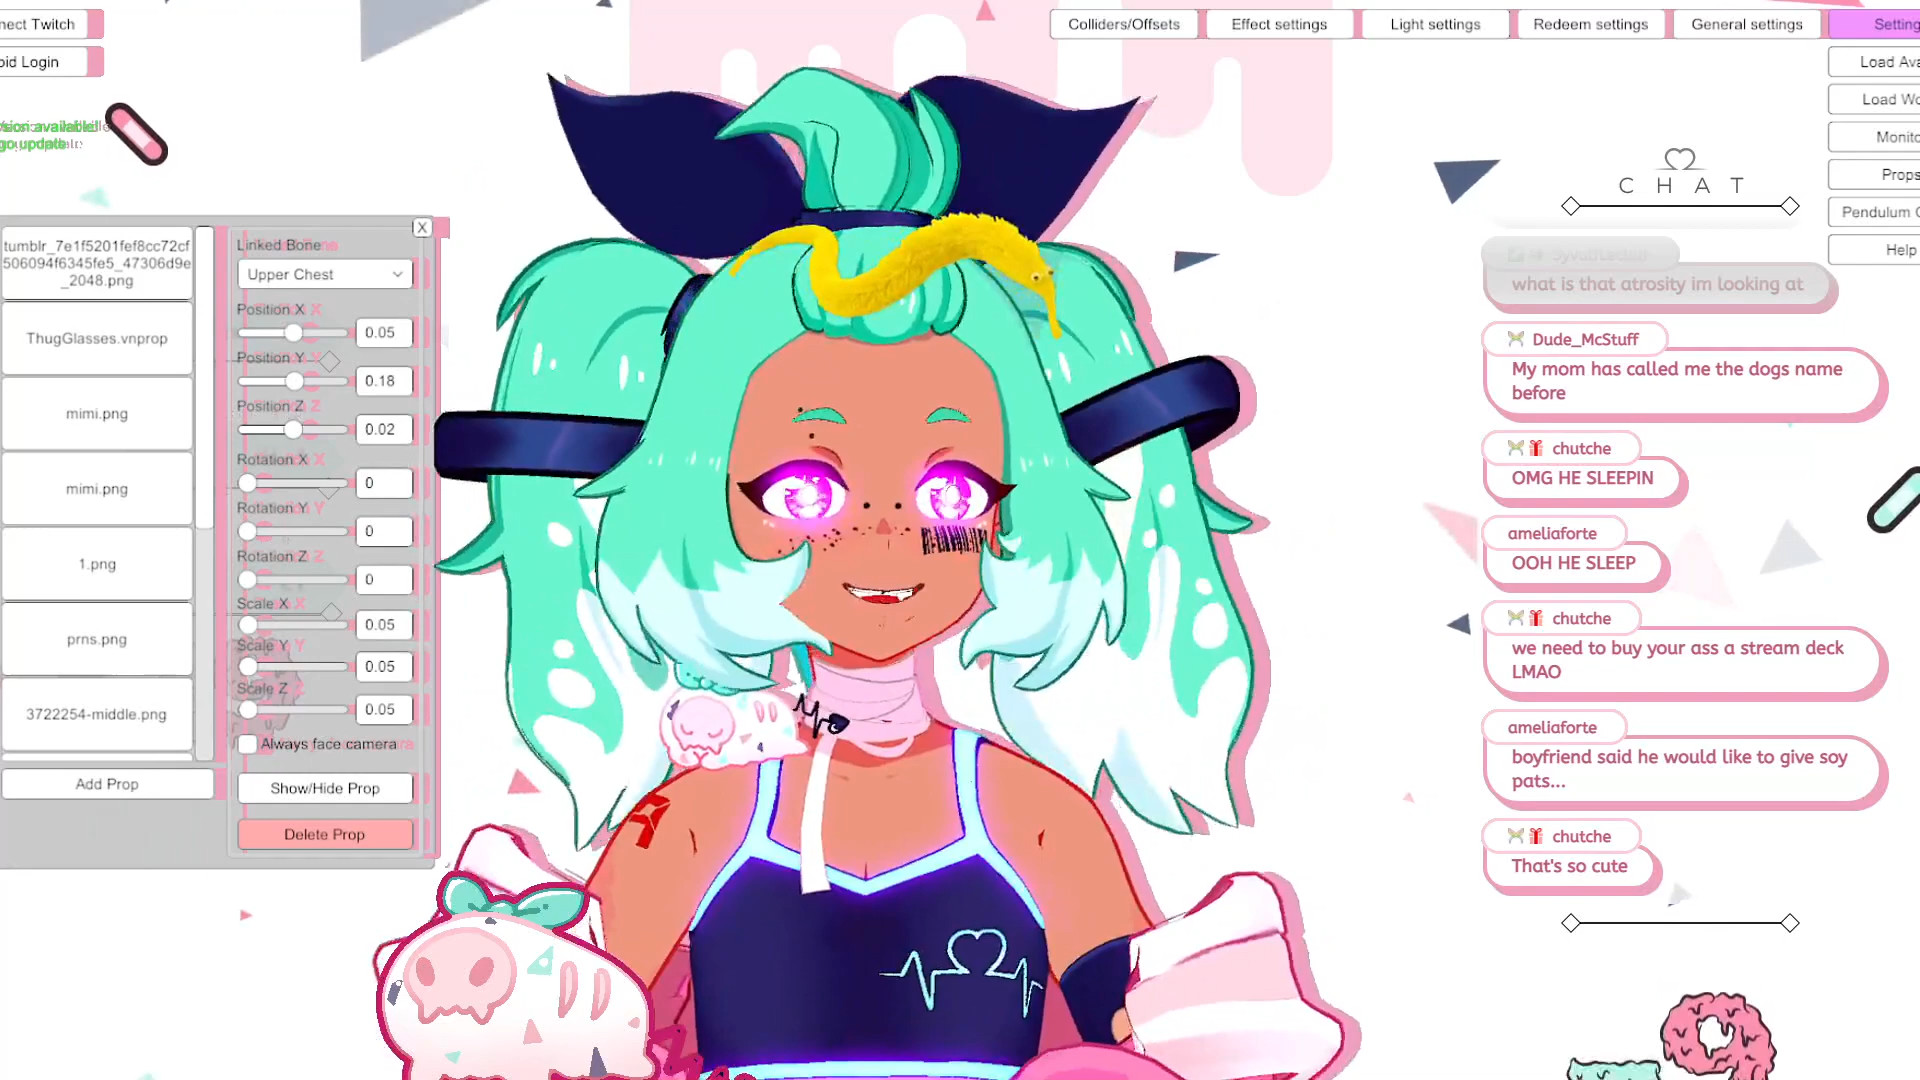 nect Twitch
oid Login
Colliders/Offsets
Effect settings
Light settings
Redeem settings
General settings
Setting
Load Ava
Load Wo
Monito
Props
Pendulum C
Help
go update
tumblr_7e1f5201fef8cc72cf
506094f6345fe5_47306d9e
_2048.png
ThugGlasses.vnprop
mimi.png
mimi.png
1.png
prns.png
3722254-middle.png
Add Prop
X
Linked Bone
Upper Chest
Position X
0.05
Position Y
0.18
Position Z
0.02
Rotation X
0
Rotation Y
0
Rotation Z
0
Scale X
0.05
Scale Y
0.05
Scale Z
0.05
Always face camera
Show/Hide Prop
Delete Prop
CHAT
what is that atrosity im looking at
Dude_McStuff
My mom has called me the dogs name
before
chutche
OMG HE SLEEPIN
ameliaforte
OOH HE SLEEP
chutche
we need to buy your ass a stream deck
LMAO
ameliaforte
boyfriend said he would like to give soy
pats...
chutche
That's so cute